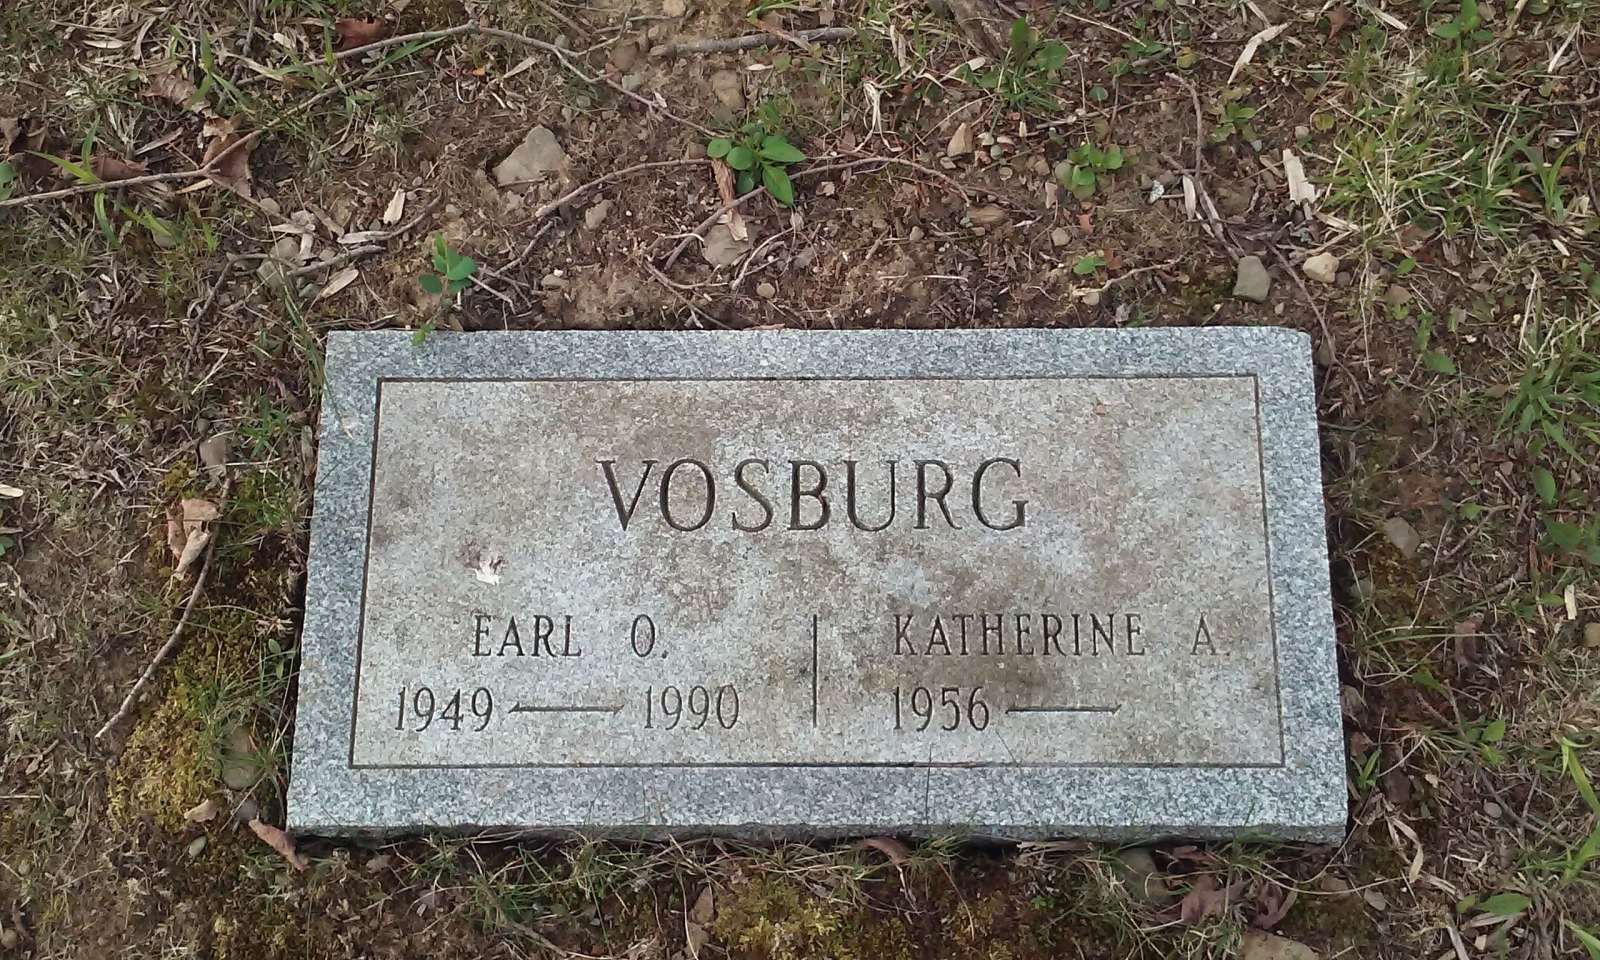 VOSBURG
EARL O.
1949 — 1990
KATHERINE A.
1956 —